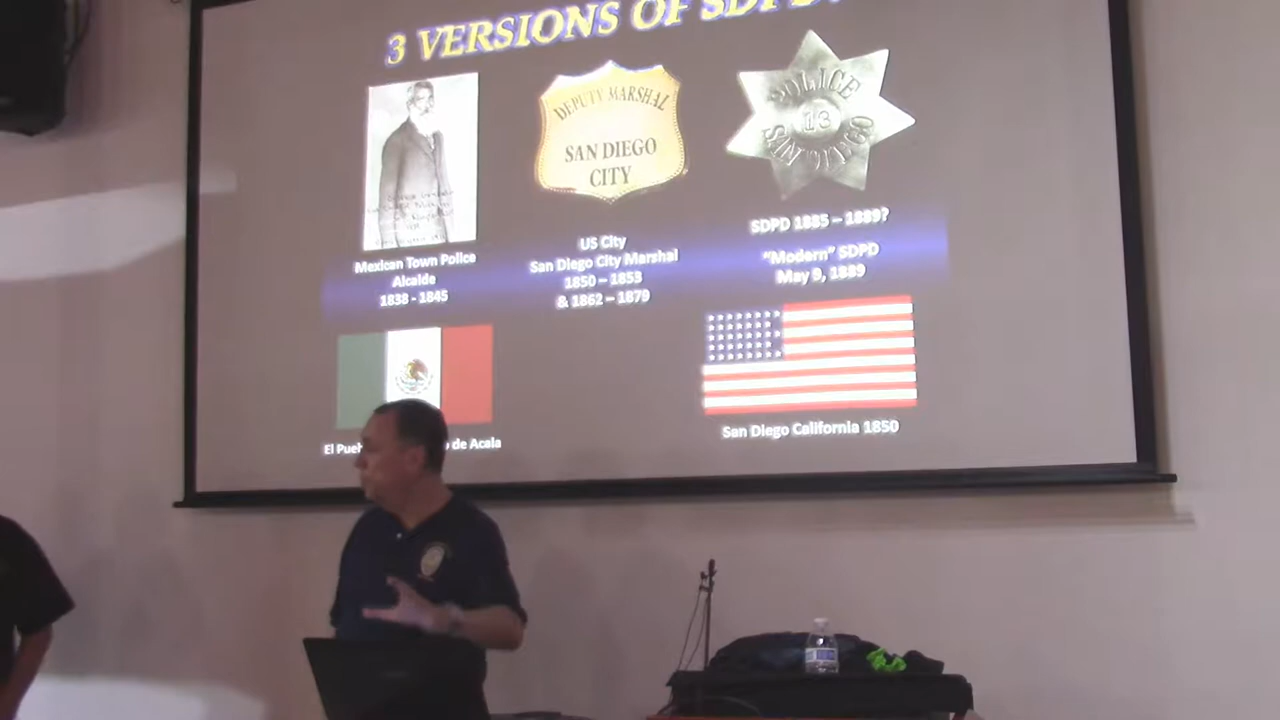 3 VERSIONS OF SDPD
DEPUTY MARSHAL
SAN DIEGO
CITY
POLICE
13
SAN DIEGO
Mexican Town Police
Alcalde
1838 - 1845
US City
San Diego City Marshal
1850 – 1853
& 1862 – 1879
SDPD 1885 – 1889?
"Modern" SDPD
May 9, 1889
El de Acala
San Diego California 1850